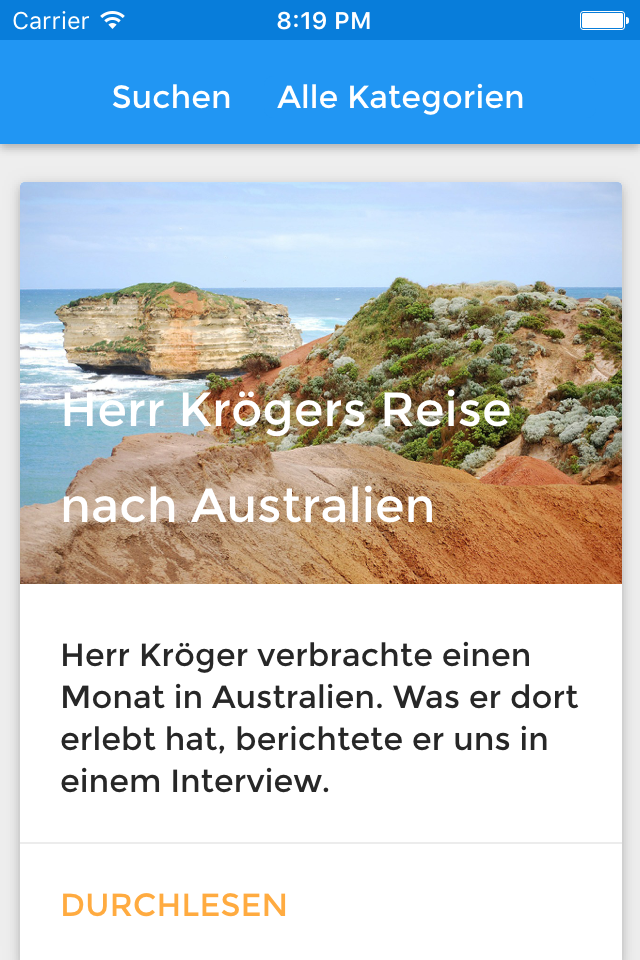 Carrier 8:19 PM
Suchen Alle Kategorien
Herr Krögers Reise
nach Australien
Herr Kröger verbrachte einen
Monat in Australien. Was er dort
erlebt hat, berichtete er uns in
einem Interview.
DURCHLESEN